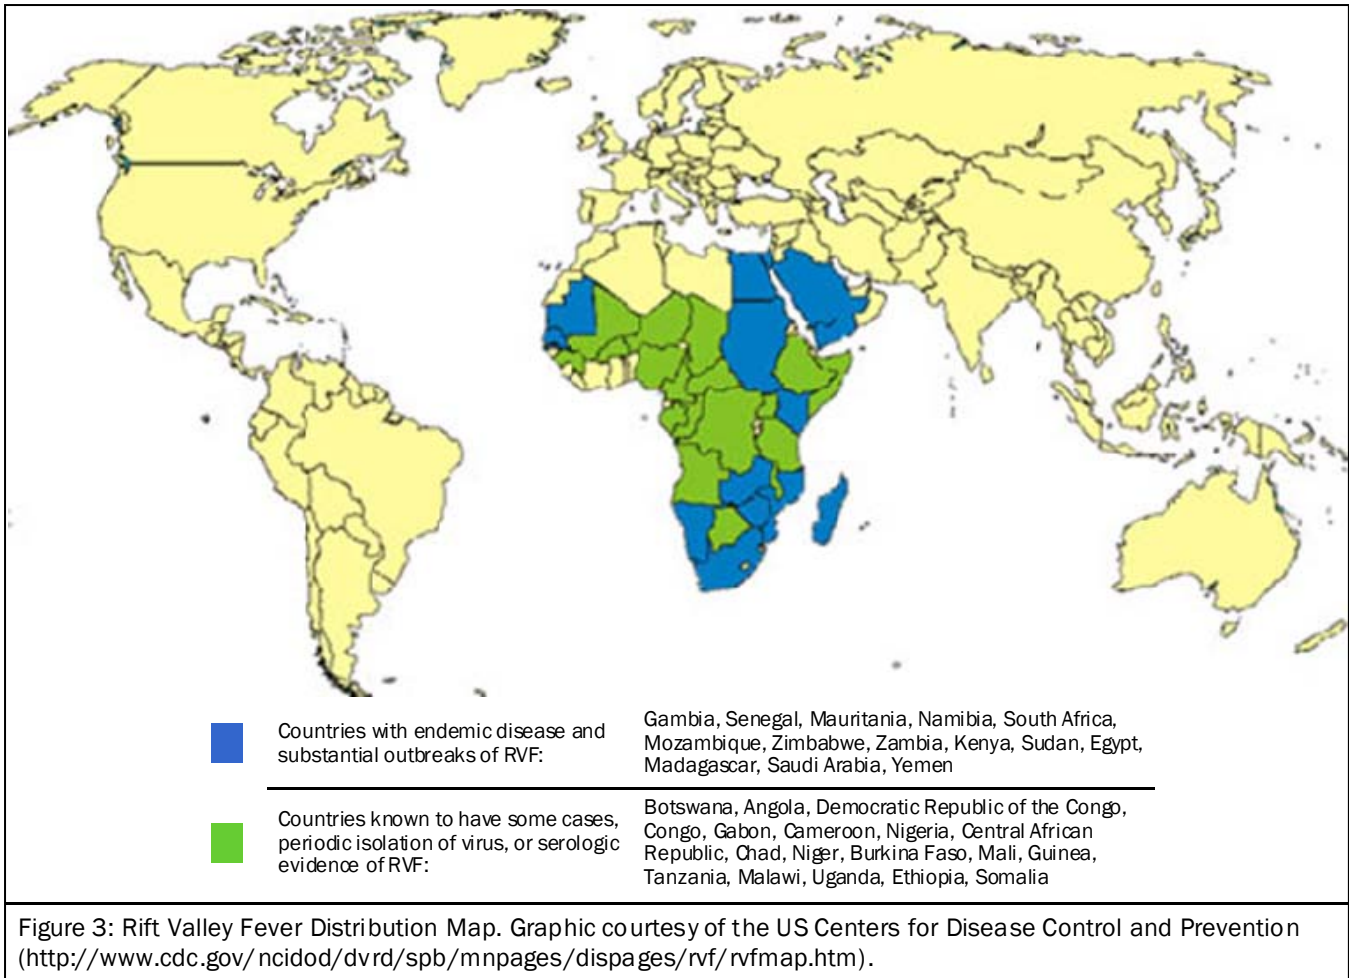 Countries with endemic disease and
substantial outbreaks of RVF:
Gambia, Senegal, Mauritania, Namibia, South Africa,
Mozambique, Zimbabwe, Zambia, Kenya, Sudan, Egypt,
Madagascar, Saudi Arabia, Yemen
Countries known to have some cases,
periodic isolation of virus, or serologic
evidence of RVF:
Botswana, Angola, Democratic Republic of the Congo,
Congo, Gabon, Cameroon, Nigeria, Central African
Republic, Chad, Niger, Burkina Faso, Mali, Guinea,
Tanzania, Malawi, Uganda, Ethiopia, Somalia
Figure 3: Rift Valley Fever Distribution Map. Graphic courtesy of the US Centers for Disease Control and Prevention
(http://www.cdc.gov/ncidod/dvrd/spb/mnpages/dispages/rvf/rvfmap.htm).